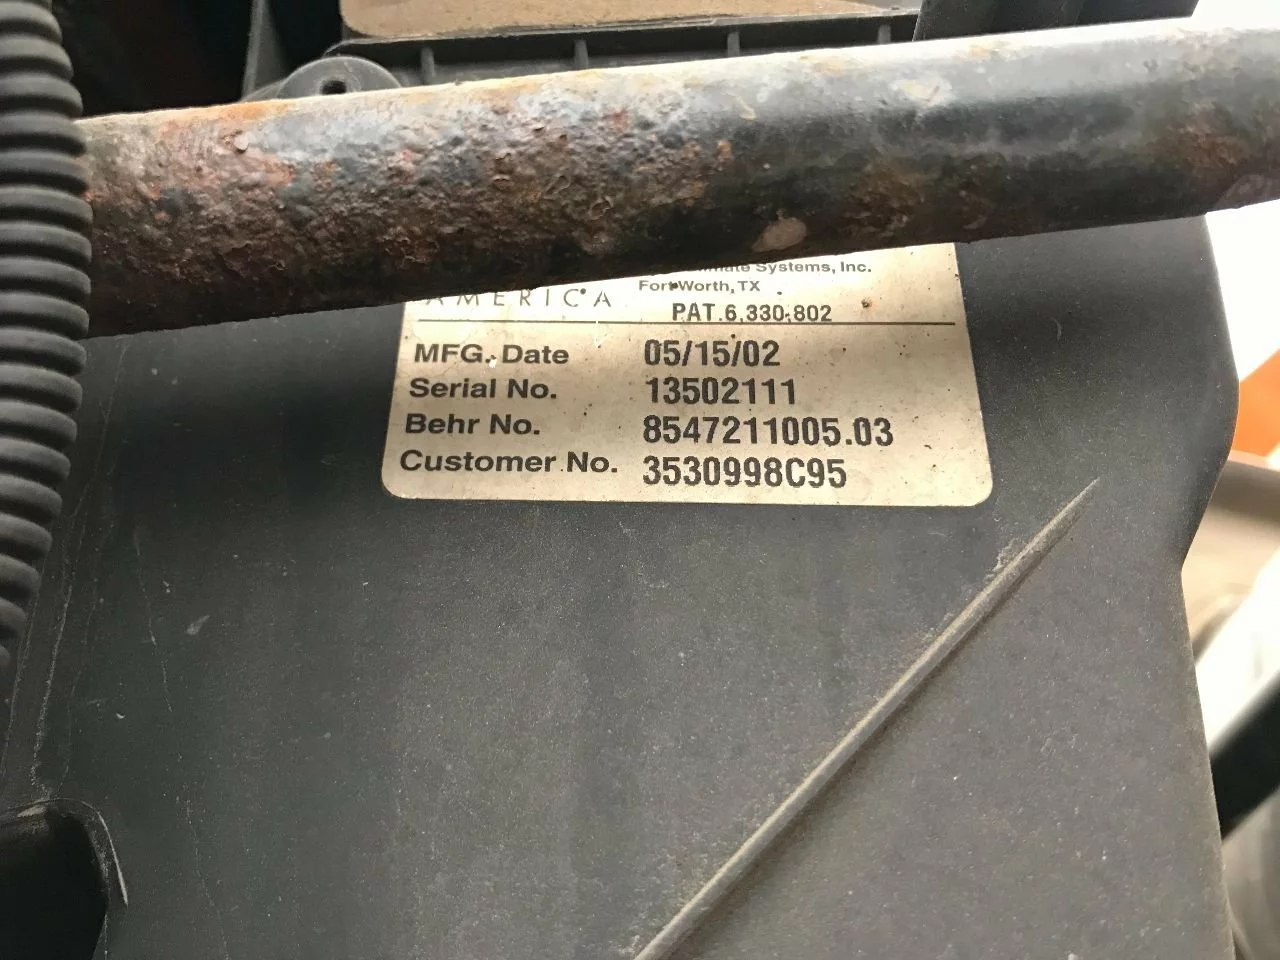 Systems, Inc.
Fort Worth, TX
AMERICA PAT. 6,330,802
MFG. Date 05/15/02
Serial No. 13502111
Behr No. 8547211005.03
Customer No. 3530998C95